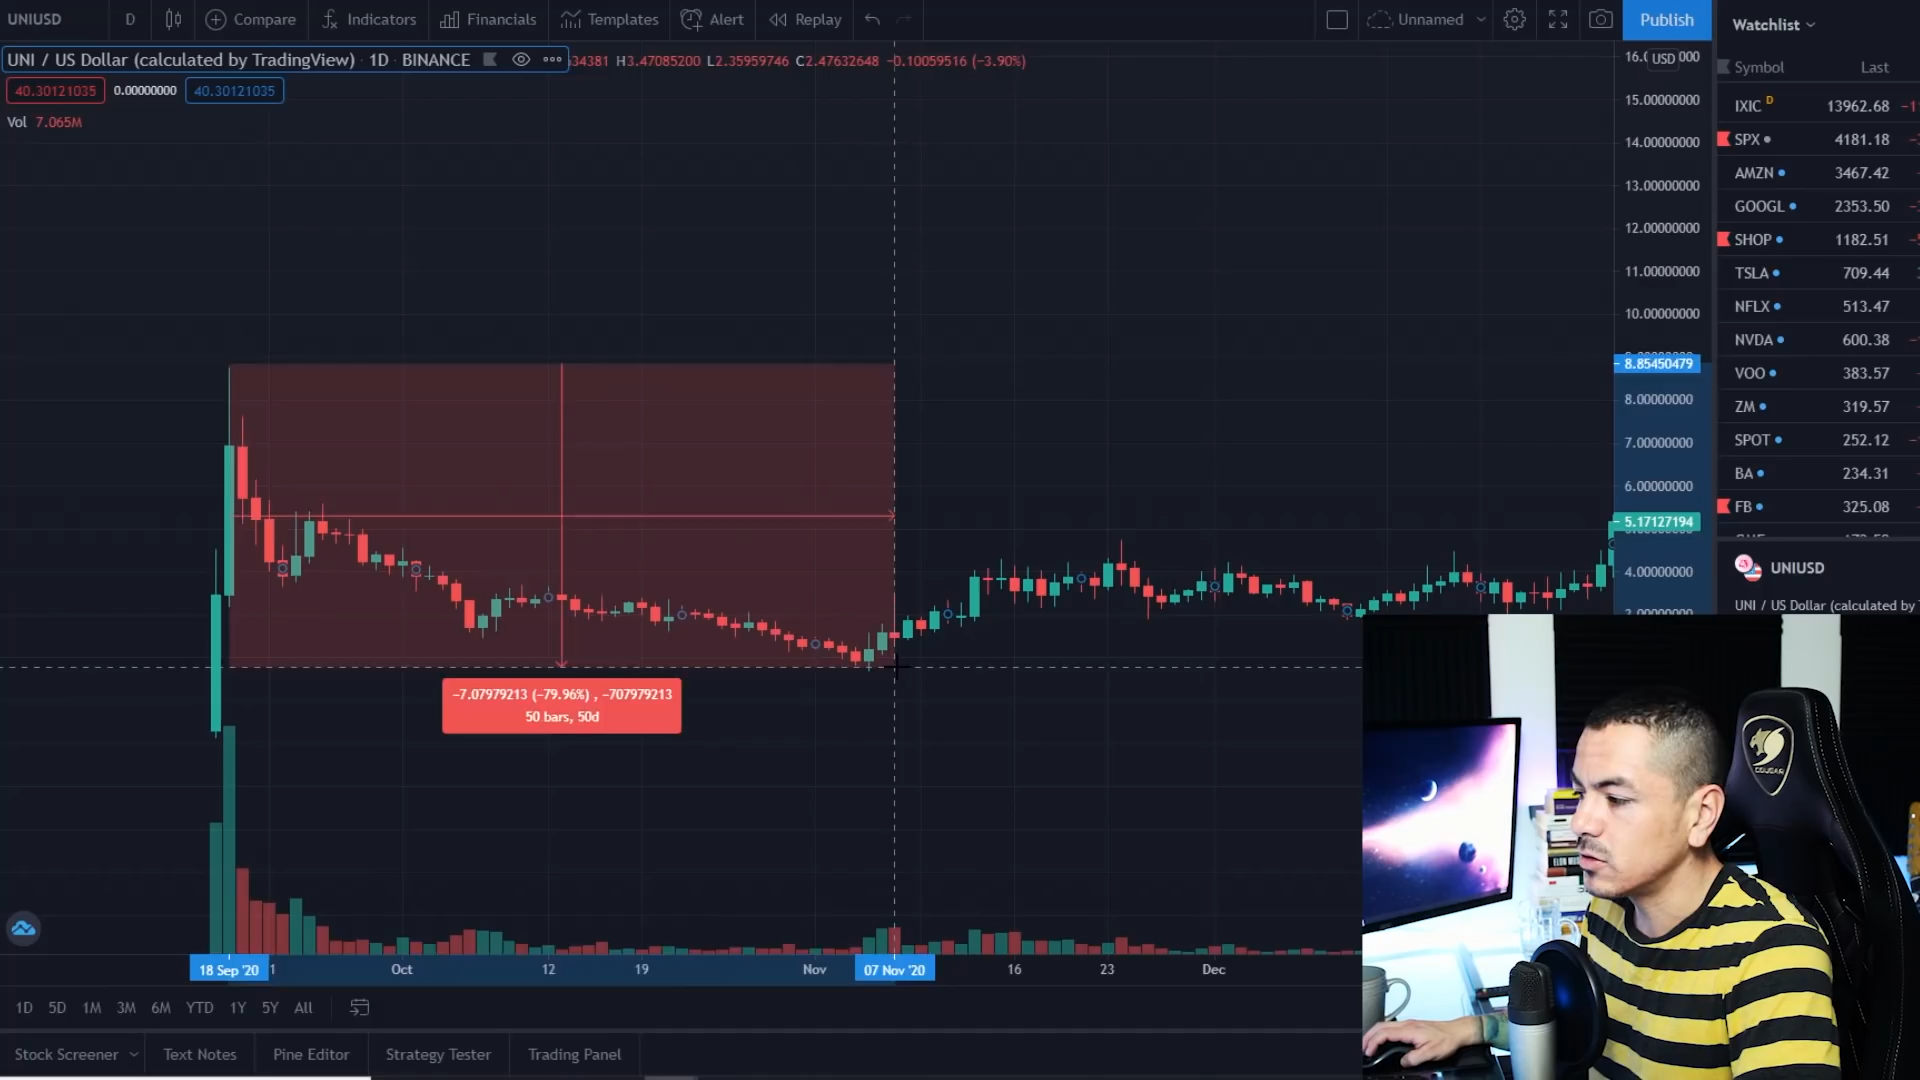 UNIUSD D Compare Indicators Financials Templates Alert Replay Unnamed Publish
UNI / US Dollar (calculated by TradingView) · 1D · BINANCE 34381 H3.47085200 L2.35959746 C2.47632648 −0.10059516 (−3.90%)
40.30121035 0.00000000 40.30121035
Vol 7.065M
USD
15.00000000
14.00000000
13.00000000
12.00000000
11.00000000
10.00000000
8.85450479
8.00000000
7.00000000
6.00000000
5.17127194
4.00000000
−7.07979213 (−79.96%) , −707979213
50 bars, 50d
18 Sep '20 Oct 12 19 Nov 07 Nov '20 16 23 Dec
1D 5D 1M 3M 6M YTD 1Y 5Y All
Stock Screener Text Notes Pine Editor Strategy Tester Trading Panel
Watchlist
Symbol Last
IXIC D 13962.68
SPX 4181.18
AMZN 3467.42
GOOGL 2353.50
SHOP 1182.51
TSLA 709.44
NFLX 513.47
NVDA 600.38
VOO 383.57
ZM 319.57
SPOT 252.12
BA 234.31
FB 325.08
UNIUSD
UNI / US Dollar (calculated by
COUGAR
ELON